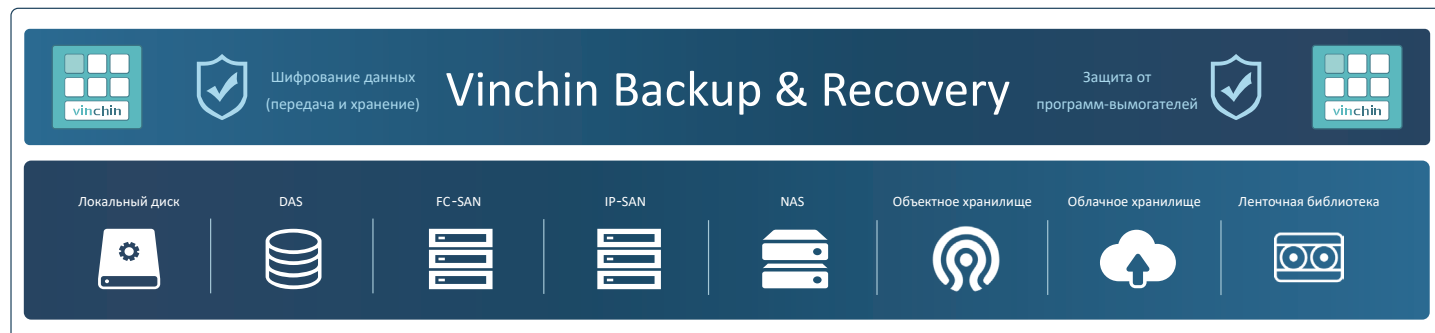 vinchin
Шифрование данных
(передача и хранение)
Vinchin Backup & Recovery
Защита от
программ-вымогателей
vinchin
Локальный диск
DAS
FC-SAN
IP-SAN
NAS
Объектное хранилище
Облачное хранилище
Ленточная библиотека